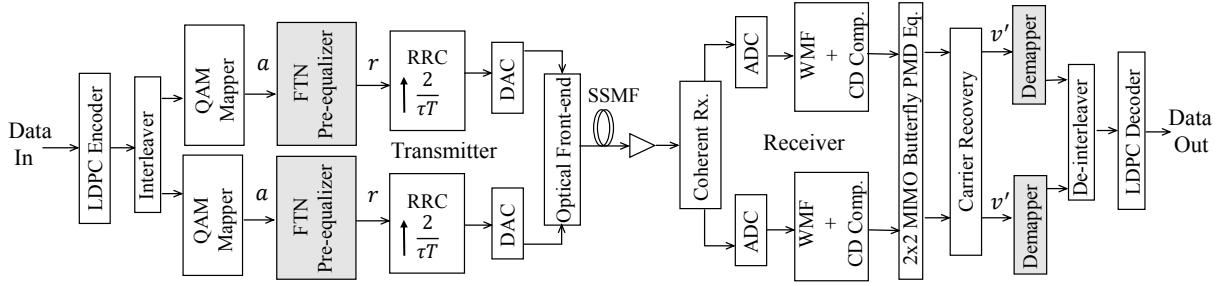 Data
In
LDPC Encoder
Interleaver
QAM
Mapper
a
FTN
Pre-equalizer
r
RRC
2
τT
DAC
QAM
Mapper
a
FTN
Pre-equalizer
r
RRC
2
τT
DAC
Transmitter
Optical Front-end
SSMF
Coherent Rx.
Receiver
ADC
WMF
+
CD Comp.
ADC
WMF
+
CD Comp.
2x2 MIMO Butterfly PMD Eq.
Carrier Recovery
v′
Demapper
v′
Demapper
De-interleaver
LDPC Decoder
Data
Out